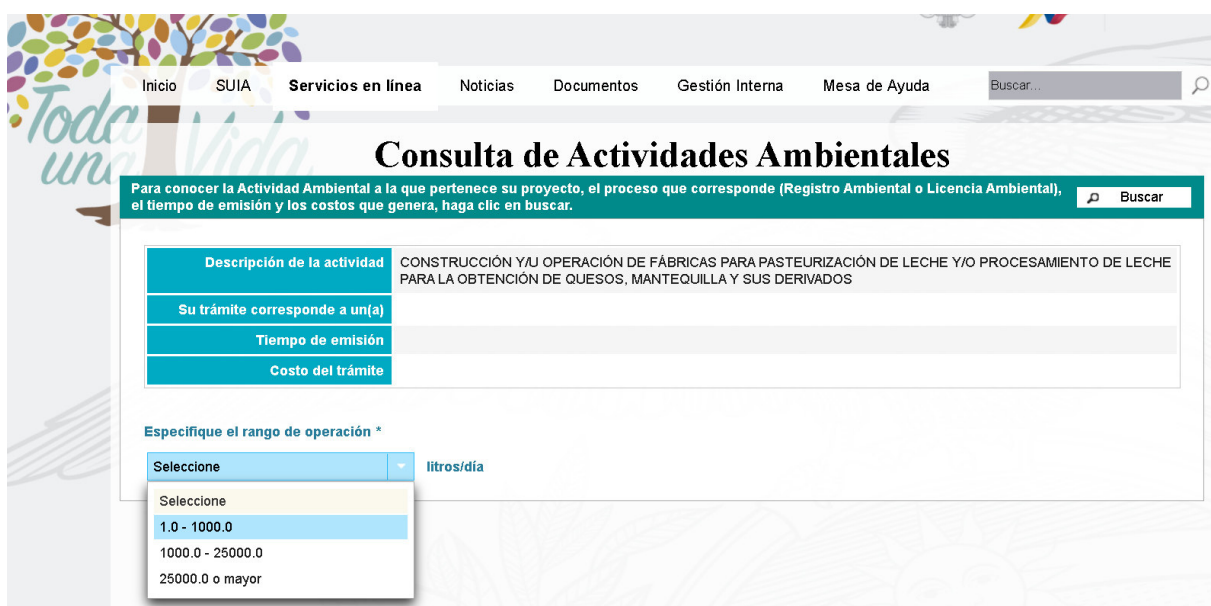 Toda
una Vida
Inicio SUIA Servicios en línea Noticias Documentos Gestión Interna Mesa de Ayuda Buscar...
Consulta de Actividades Ambientales
Para conocer la Actividad Ambiental a la que pertenece su proyecto, el proceso que corresponde (Registro Ambiental o Licencia Ambiental),
el tiempo de emisión y los costos que genera, haga clic en buscar.
Buscar
Descripción de la actividad CONSTRUCCIÓN Y/U OPERACIÓN DE FÁBRICAS PARA PASTEURIZACIÓN DE LECHE Y/O PROCESAMIENTO DE LECHE
PARA LA OBTENCIÓN DE QUESOS, MANTEQUILLA Y SUS DERIVADOS
Su trámite corresponde a un(a)
Tiempo de emisión
Costo del trámite
Especifique el rango de operación *
Seleccione litros/día
Seleccione
1.0 - 1000.0
1000.0 - 25000.0
25000.0 o mayor